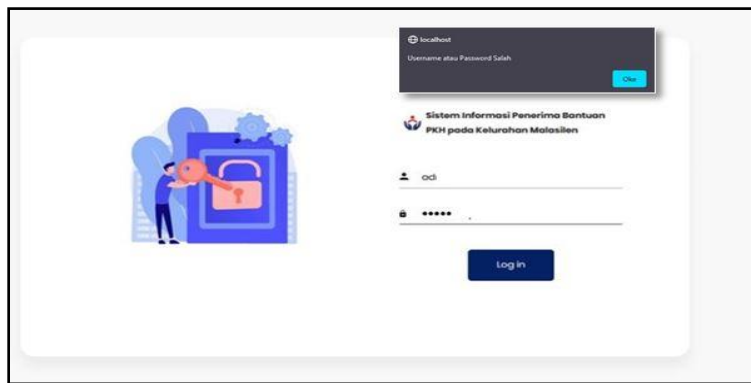 localhost
Username atau Password Salah
Oke
Sistem Informasi Penerima Bantuan
PKH pada Kelurahan Malasilen
adi
Log in